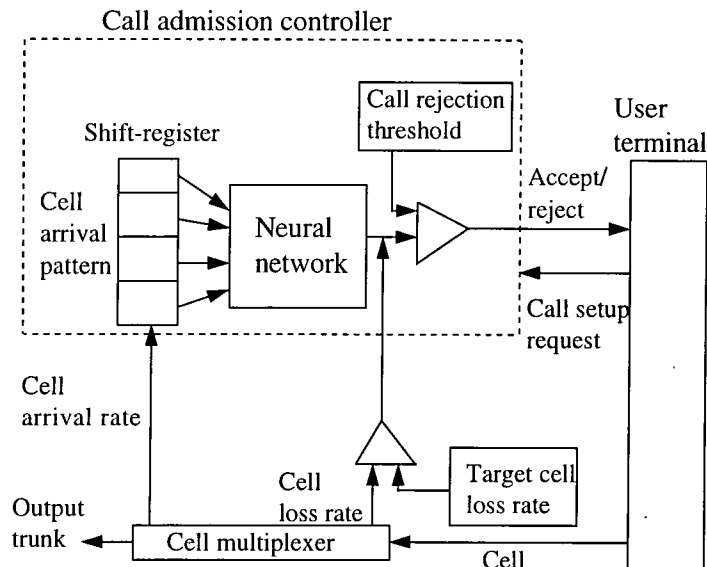 Call admission controller
Call rejection
threshold
User
terminal
Shift-register
Accept/
reject
Cell
arrival
pattern
Neural
network
Call setup
request
Cell
arrival rate
Cell
loss rate
Target cell
loss rate
Output
trunk
Cell multiplexer
Cell